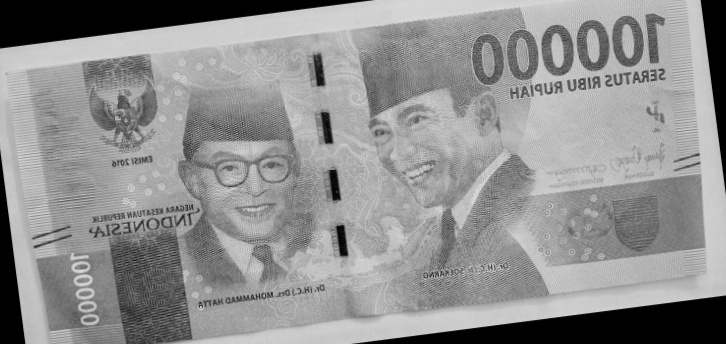 100000
SERATUS RIBU RUPIAH
EMISI 2016
NEGARA KESATUAN REPUBLIK
INDONESIA
Dr. (H.C.) Ir. SOEKARNO
Dr. (H.C.) Drs. MOHAMMAD HATTA
100000